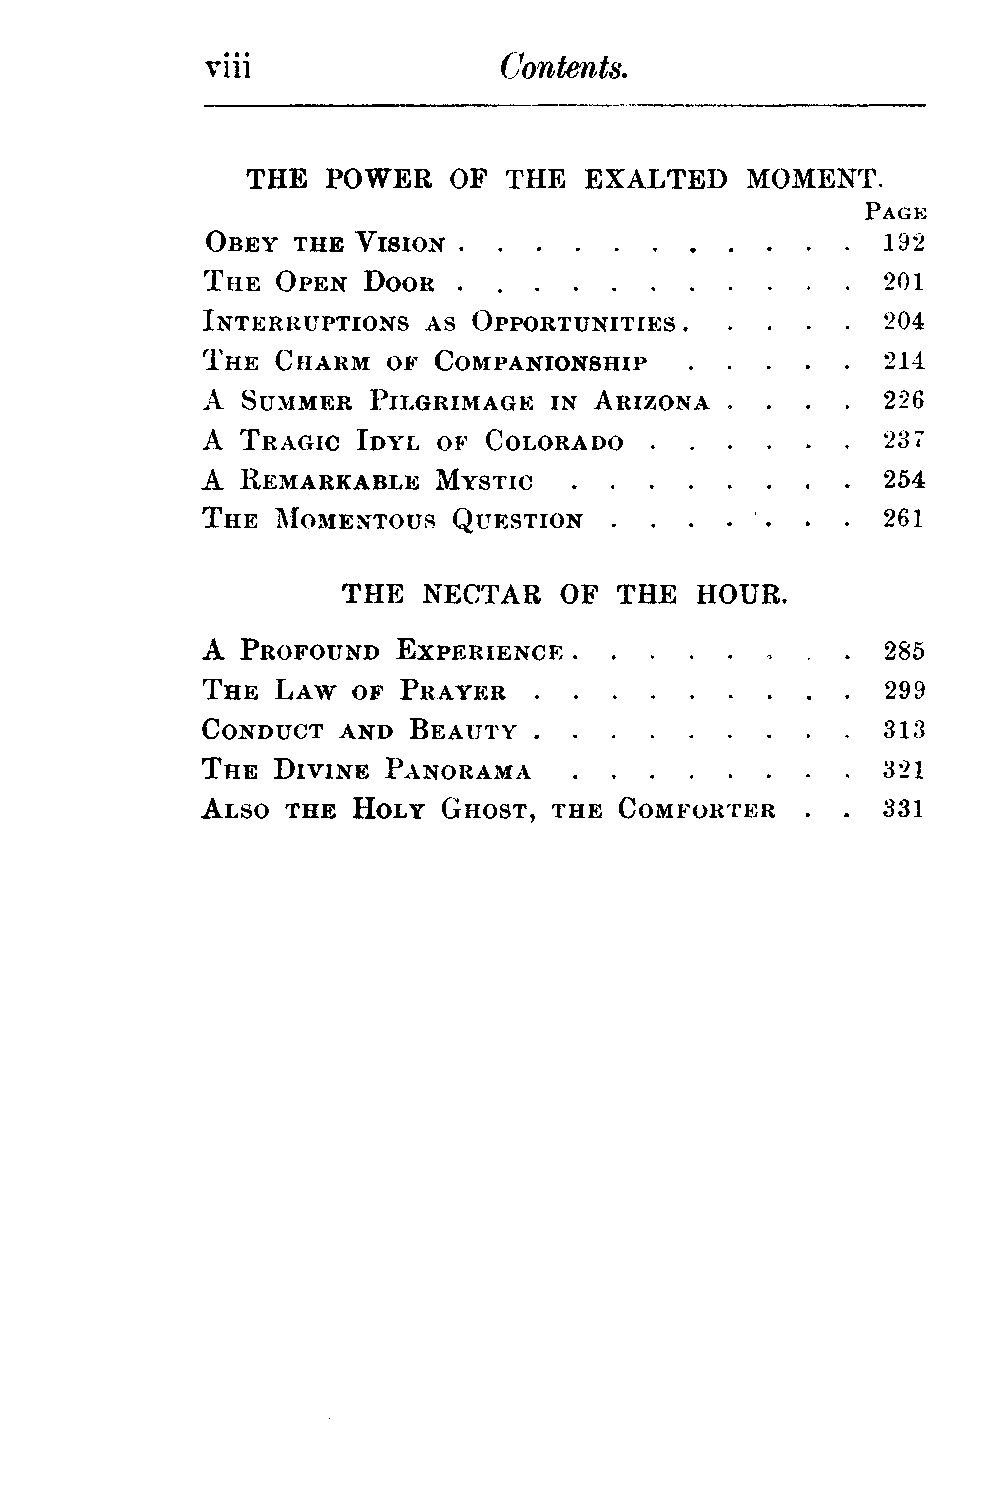 viii Contents.
THE POWER OF THE EXALTED MOMENT.
PAGE
OBEY THE VISION . . . . . . . . . . . 192
THE OPEN DOOR . . . . . . . . . . . 201
INTERRUPTIONS AS OPPORTUNITIES . . . . . 204
THE CHARM OF COMPANIONSHIP . . . . . 214
A SUMMER PILGRIMAGE IN ARIZONA . . . . 226
A TRAGIC IDYL OF COLORADO . . . . . . 237
A REMARKABLE MYSTIC . . . . . . . . 254
THE MOMENTOUS QUESTION . . . . . . . 261
THE NECTAR OF THE HOUR.
A PROFOUND EXPERIENCE . . . . . . . . 285
THE LAW OF PRAYER . . . . . . . . . 299
CONDUCT AND BEAUTY . . . . . . . . . 313
THE DIVINE PANORAMA . . . . . . . . 321
ALSO THE HOLY GHOST, THE COMFORTER . . 331